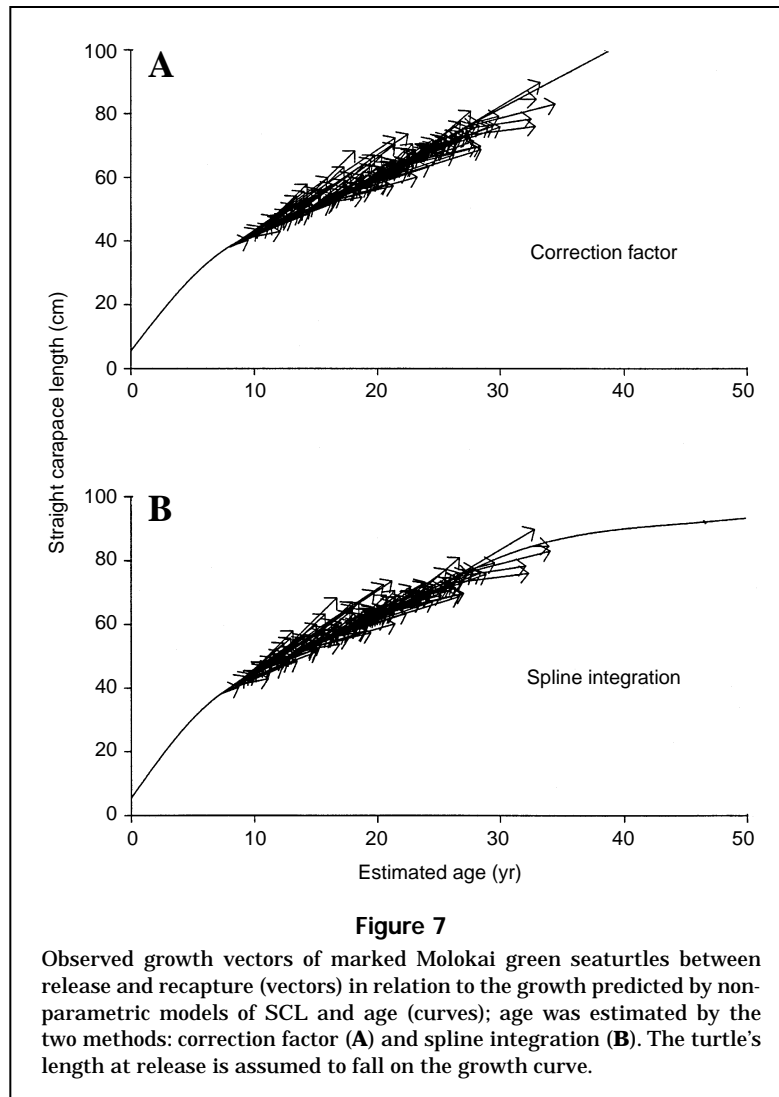 A
100
80
60
40
20
0
Correction factor
0 10 20 30 40 50
Straight carapace length (cm)
B
100
80
60
40
20
0
Spline integration
0 10 20 30 40 50
Estimated age (yr)
Figure 7
Observed growth vectors of marked Molokai green seaturtles between
release and recapture (vectors) in relation to the growth predicted by non-
parametric models of SCL and age (curves); age was estimated by the
two methods: correction factor (A) and spline integration (B). The turtle's
length at release is assumed to fall on the growth curve.